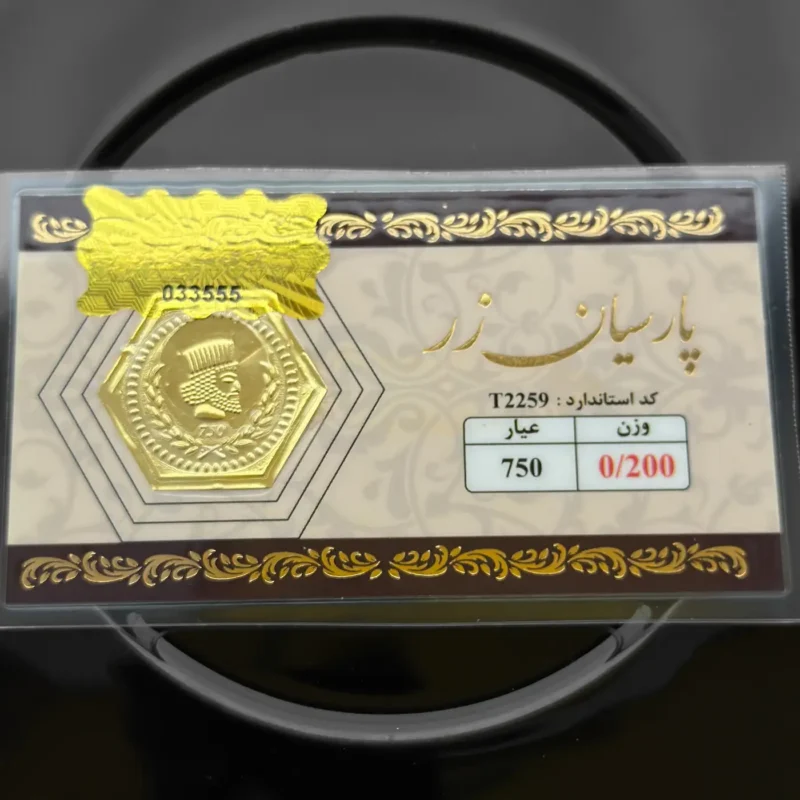 033555
750
پارسیان زر
کد استاندارد : T2259
وزن عیار
0/200 750